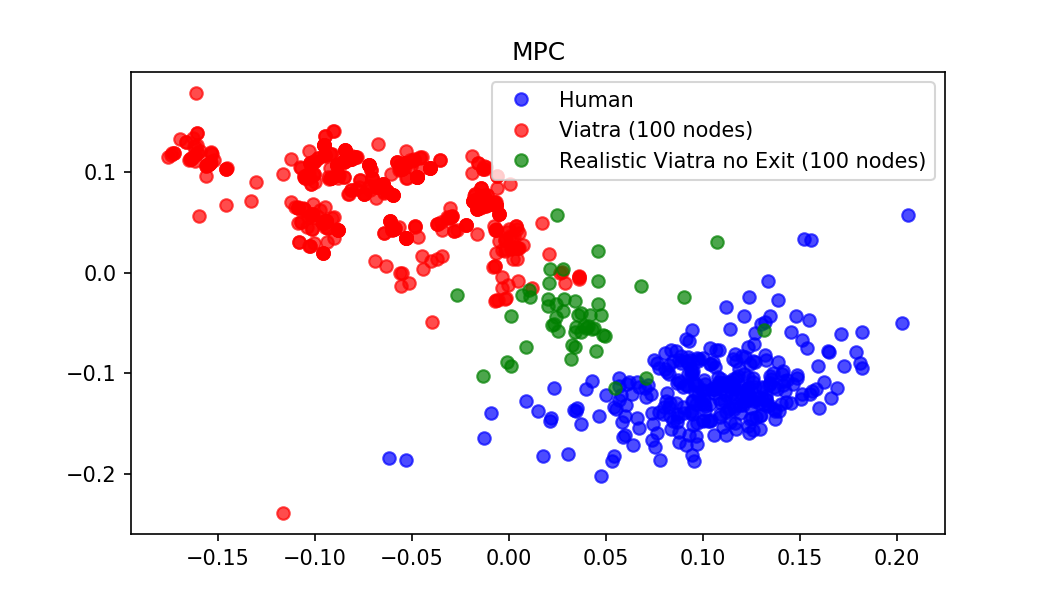 MPC
Human
Viatra (100 nodes)
Realistic Viatra no Exit (100 nodes)
0.1
0.0
−0.1
−0.2
−0.15 −0.10 −0.05 0.00 0.05 0.10 0.15 0.20